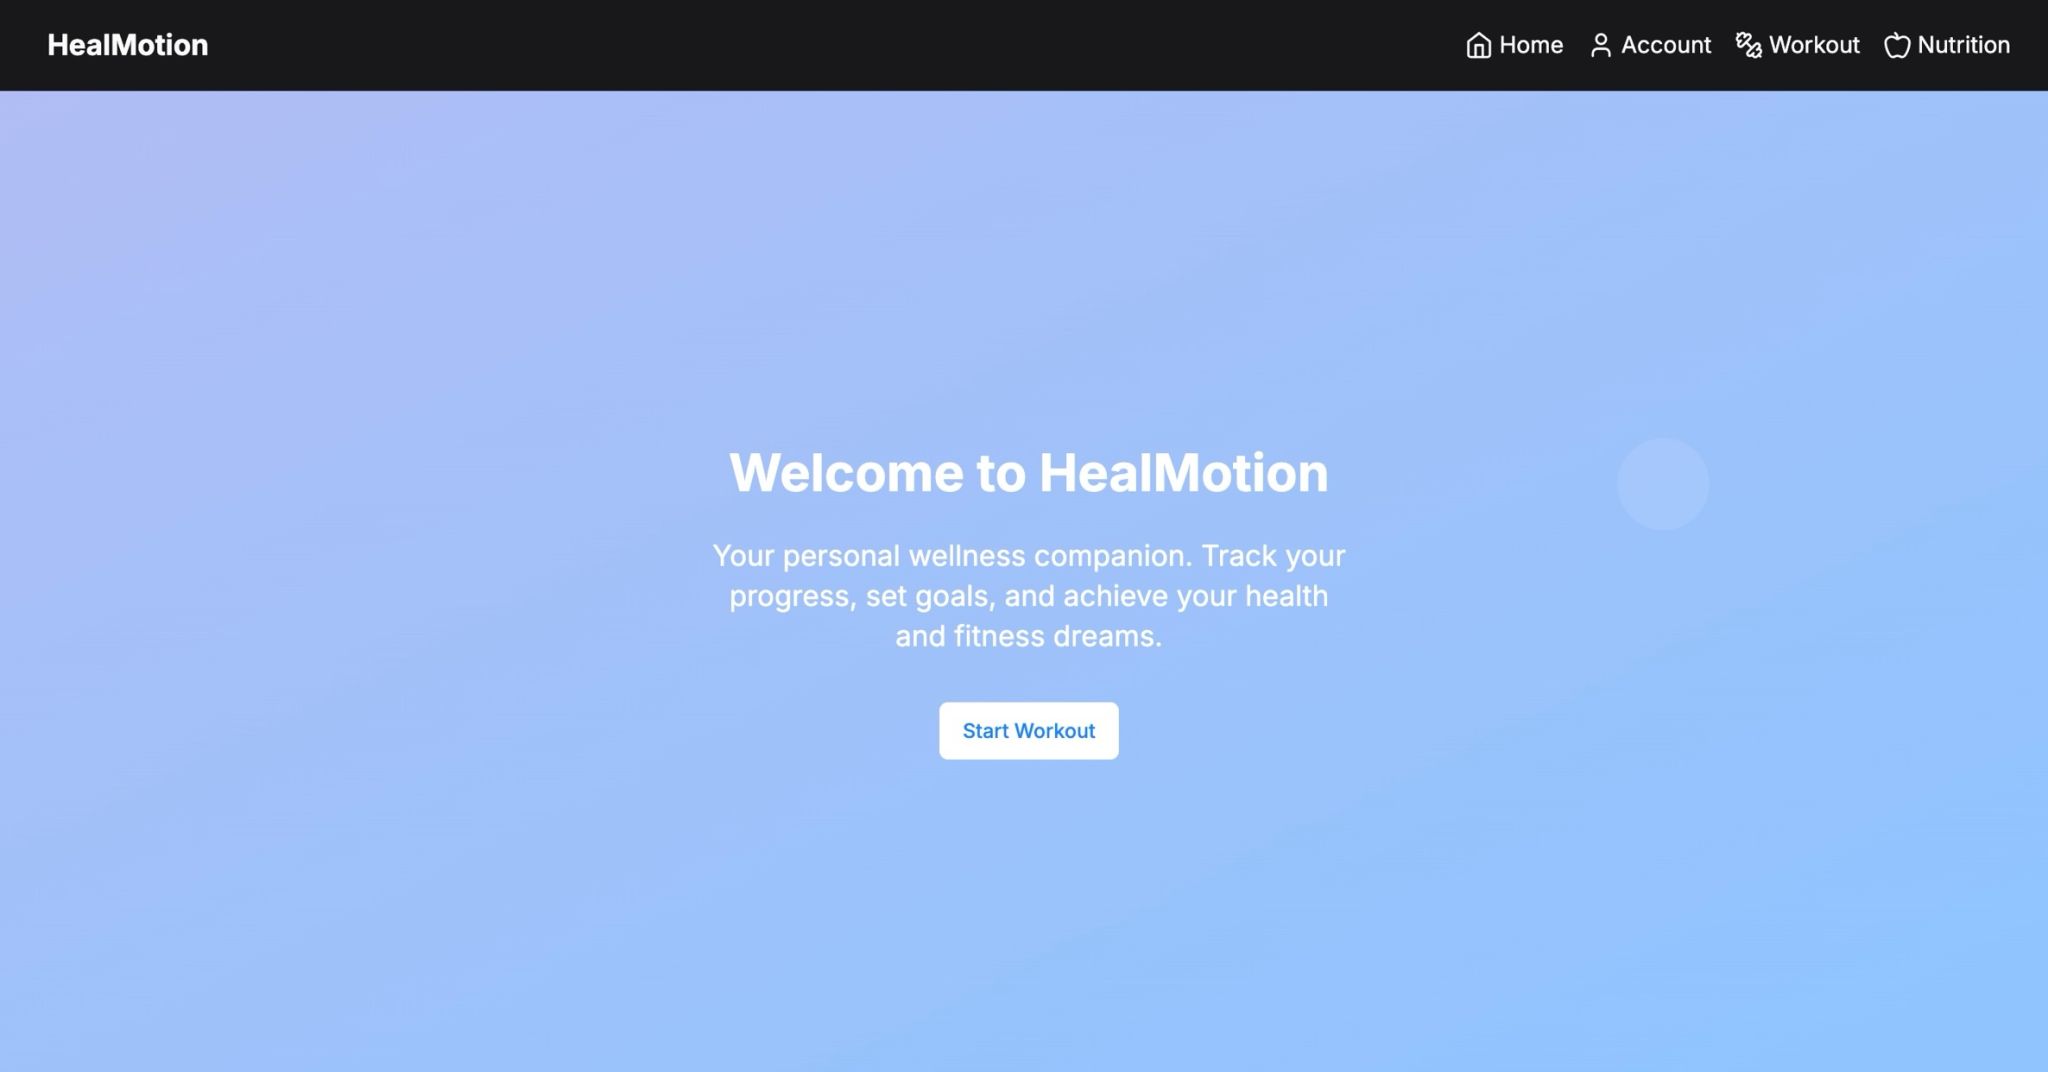 HealMotion
Home Account Workout Nutrition
Welcome to HealMotion
Your personal wellness companion. Track your
progress, set goals, and achieve your health
and fitness dreams.
Start Workout